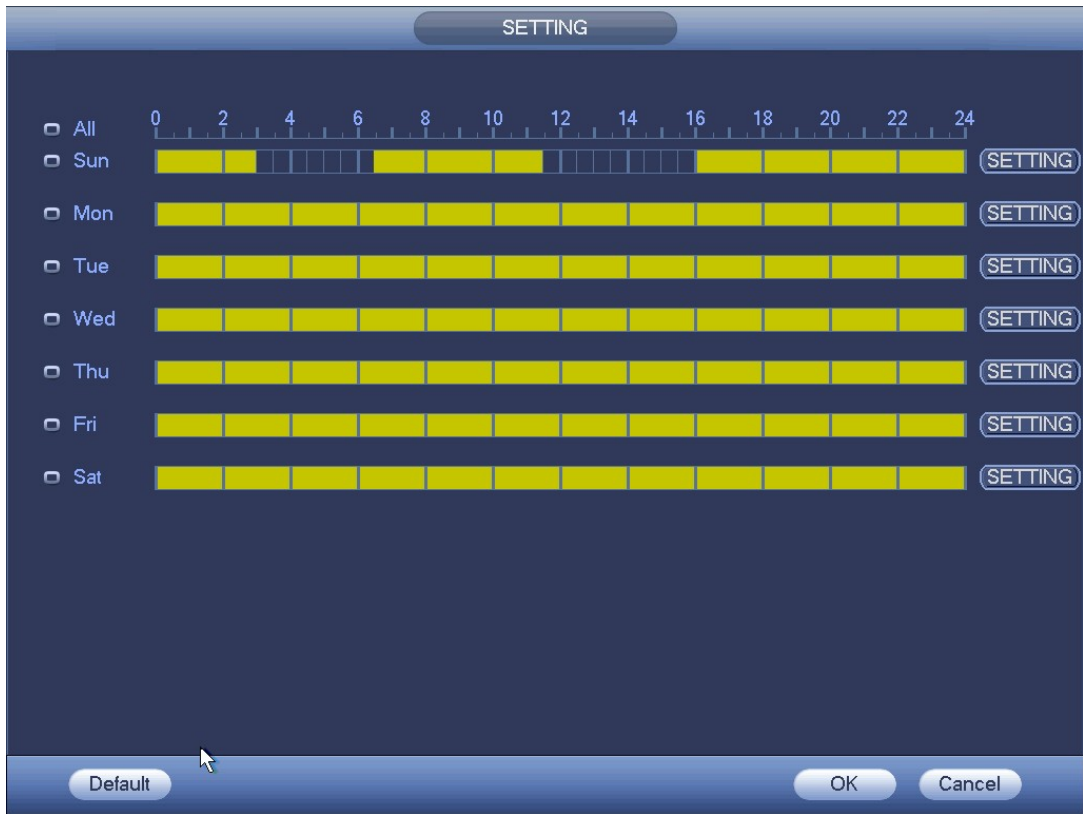 SETTING
All 0 2 4 6 8 10 12 14 16 18 20 22 24
Sun SETTING
Mon SETTING
Tue SETTING
Wed SETTING
Thu SETTING
Fri SETTING
Sat SETTING
Default OK Cancel